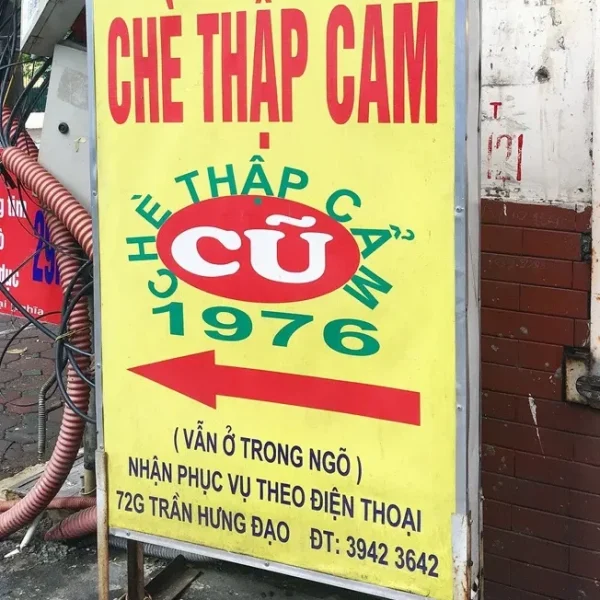 CHÈ THẬP CAM
CHÈ THẬP CẨM
CŨ
1976
( VẪN Ở TRONG NGÕ )
NHẬN PHỤC VỤ THEO ĐIỆN THOẠI
72G TRẦN HƯNG ĐẠO ĐT: 3942 3642
T
121